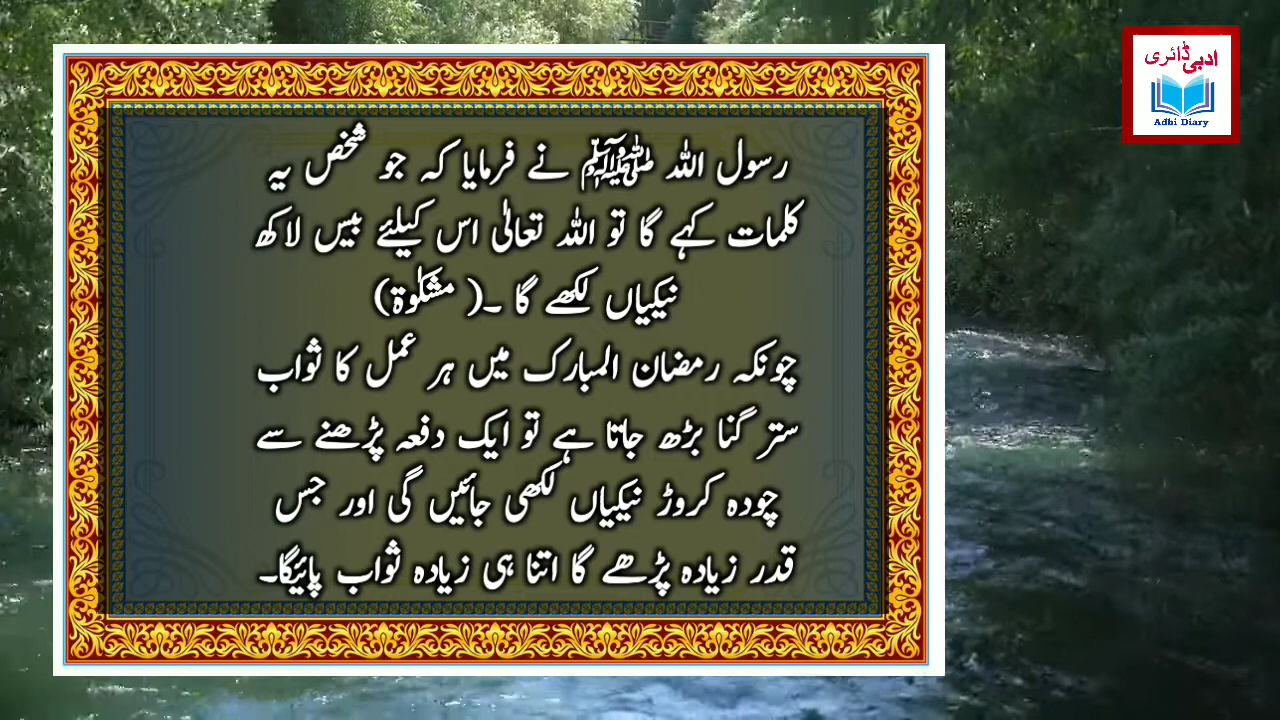 ادبی ڈائری
Adbi Diary
رسول اللہ ﷺ نے فرمایا کہ جو شخص یہ
کلمات کہے گا تو اللہ تعالیٰ اس کیلئے بیس لاکھ
نیکیاں لکھے گا ۔( مشکوٰۃ)
چونکہ رمضان المبارک میں ہر عمل کا ثواب
ستر گنا بڑھ جاتا ہے تو ایک دفعہ پڑھنے سے
چودہ کروڑ نیکیاں لکھی جائیں گی اور جس
قدر زیادہ پڑھے گا اتنا ہی زیادہ ثواب پائیگا۔